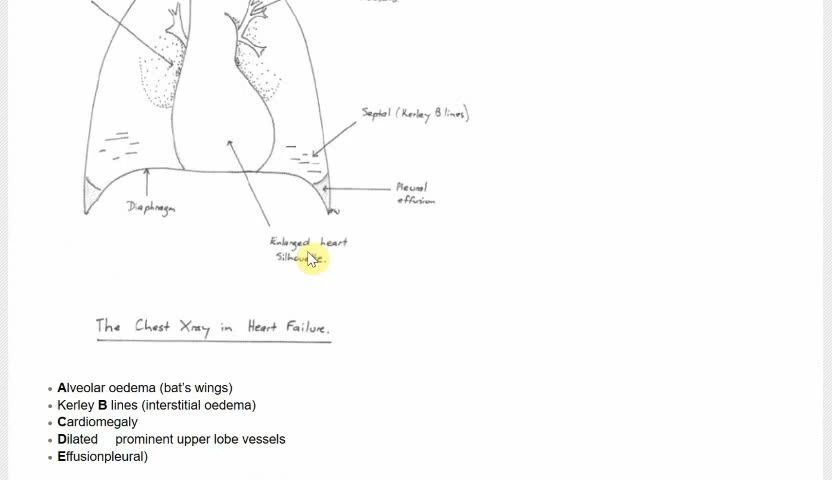 Septal (Kerley B lines)
Pleural
effusion
Diaphragm
Enlarged heart
The Chest Xray in Heart Failure.
Alveolar oedema (bat's wings)
Kerley B lines (interstitial oedema)
Cardiomegaly
Dilated prominent upper lobe vessels
Effusionpleural)